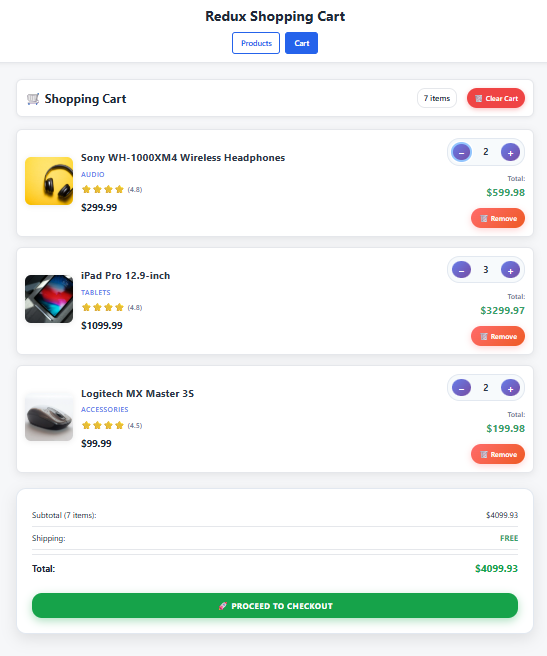 Redux Shopping Cart
Products
Cart
Shopping Cart
7 items
Clear Cart
Sony WH-1000XM4 Wireless Headphones
AUDIO
(4.8)
$299.99
− 2 +
Total:
$599.98
Remove
iPad Pro 12.9-inch
TABLETS
(4.8)
$1099.99
− 3 +
Total:
$3299.97
Remove
Logitech MX Master 3S
ACCESSORIES
(4.5)
$99.99
− 2 +
Total:
$199.98
Remove
Subtotal (7 items): $4099.93
Shipping: FREE
Total: $4099.93
PROCEED TO CHECKOUT